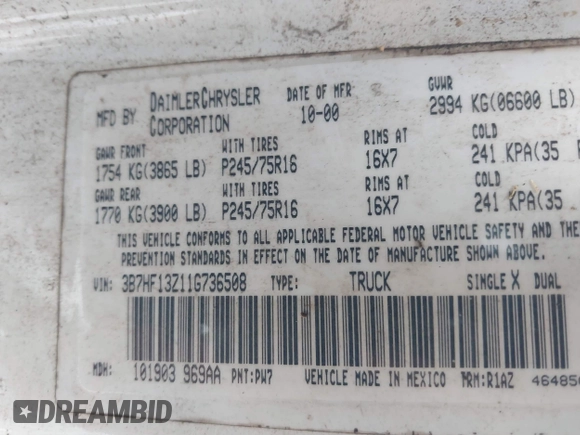 MFD BY DAIMLERCHRYSLER CORPORATION DATE OF MFR 10-00 GVWR 2994 KG(06600 LB)
GAWR FRONT WITH TIRES RIMS AT COLD
1754 KG(3865 LB) P245/75R16 16X7 241 KPA(35
GAWR REAR WITH TIRES RIMS AT COLD
1770 KG(3900 LB) P245/75R16 16X7 241 KPA(35
THIS VEHICLE CONFORMS TO ALL APPLICABLE FEDERAL MOTOR VEHICLE SAFETY AND THE
PREVENTION STANDARDS IN EFFECT ON THE DATE OF MANUFACTURE SHOWN ABOVE.
VIN: 3B7HF13Z11G736508 TYPE: TRUCK SINGLE X DUAL
MDH: 101903 969AA PNT:PW7 VEHICLE MADE IN MEXICO MRM:R1AZ 46485
DREAMBID